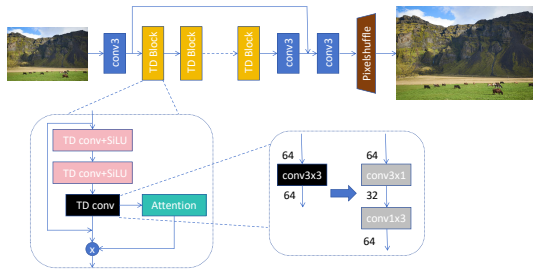 conv3
TD Block
TD Block
TD Block
conv3
conv3
Pixelshuffle
TD conv+SiLU
TD conv+SiLU
TD conv
Attention
x
64
conv3x3
64
64
conv3x1
32
conv1x3
64